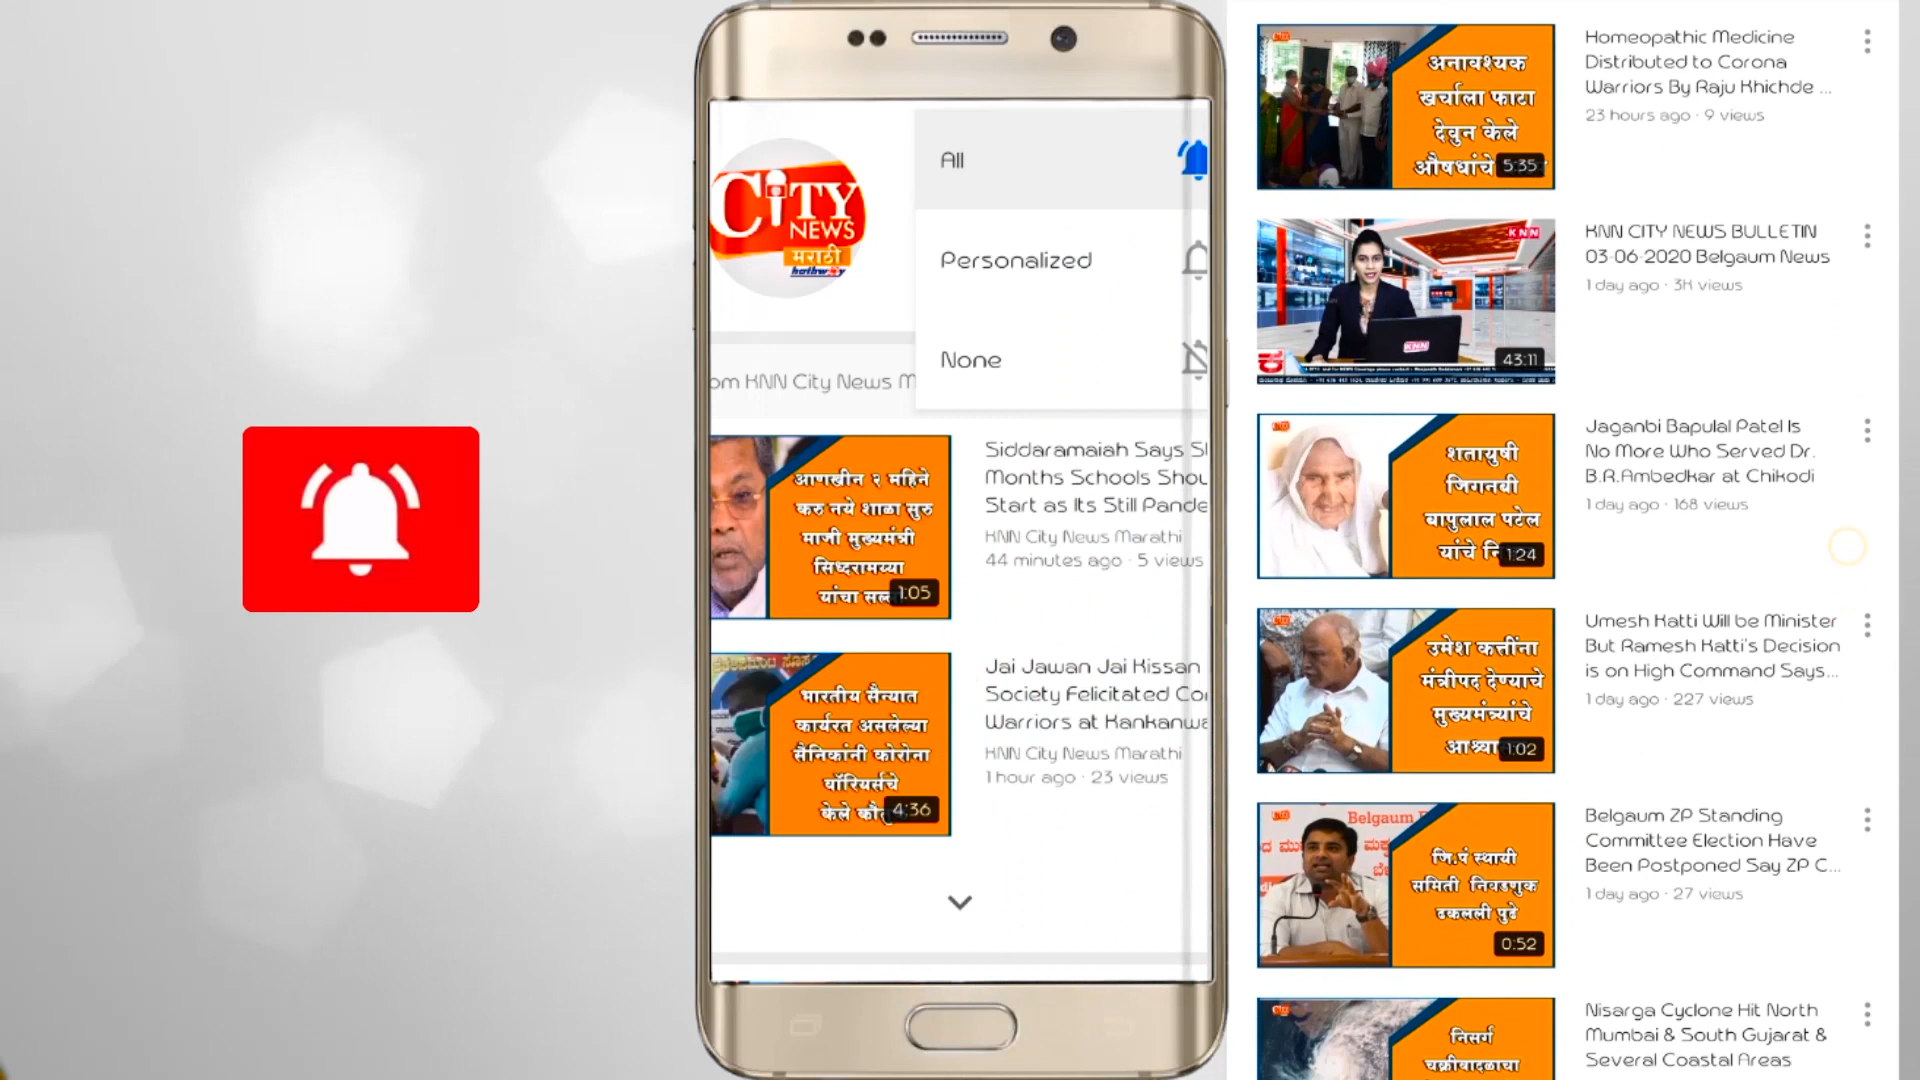 CiTY
NEWS
मराठी
hathway
All
Personalized
None
om KNN City News M
आणखीन २ महिने
करु नये शाळा सुरु
माजी मुख्यमंत्री
सिध्दरामय्या
यांचा सल्ल
1:05
Siddaramaiah Says
Months Schools Shou
Start as Its Still Pande
KNN City News Marathi
44 minutes ago · 5 views
भारतीय सैन्यात
कार्यरत असलेल्या
सैनिकांनी कोरोना
वॉरियर्सचे
केले कौतु
4:36
Jai Jawan Jai Kissan
Society Felicitated Co
Warriors at Kankanwa
KNN City News Marathi
1 hour ago · 23 views
अनावश्यक
खर्चाला फाटा
देवुन केले
औषधांचे
5:35
Homeopathic Medicine
Distributed to Corona
Warriors By Raju Khichde ...
23 hours ago · 9 views
KNN
KNN
43:11
KNN CITY NEWS BULLETIN
03-06-2020 Belgaum News
1 day ago · 3K views
शतायुषी
जिगनबी
बापुलाल पटेल
यांचे नि
1:24
Jaganbi Bapulal Patel Is
No More Who Served Dr.
B.R.Ambedkar at Chikodi
1 day ago · 168 views
उमेश कत्तींना
मंत्रीपद देण्याचे
मुख्यमंत्र्यांचे
आश्वा
1:02
Umesh Katti Will be Minister
But Ramesh Katti's Decision
is on High Command Says...
1 day ago · 227 views
Belgaum
जि.पं स्थायी
समिती निवडणुक
ढकलली पुढे
0:52
Belgaum ZP Standing
Committee Election Have
Been Postponed Say ZP C...
1 day ago · 27 views
निसर्ग
चक्रीवादळाचा
Nisarga Cyclone Hit North
Mumbai & South Gujarat &
Several Coastal Areas